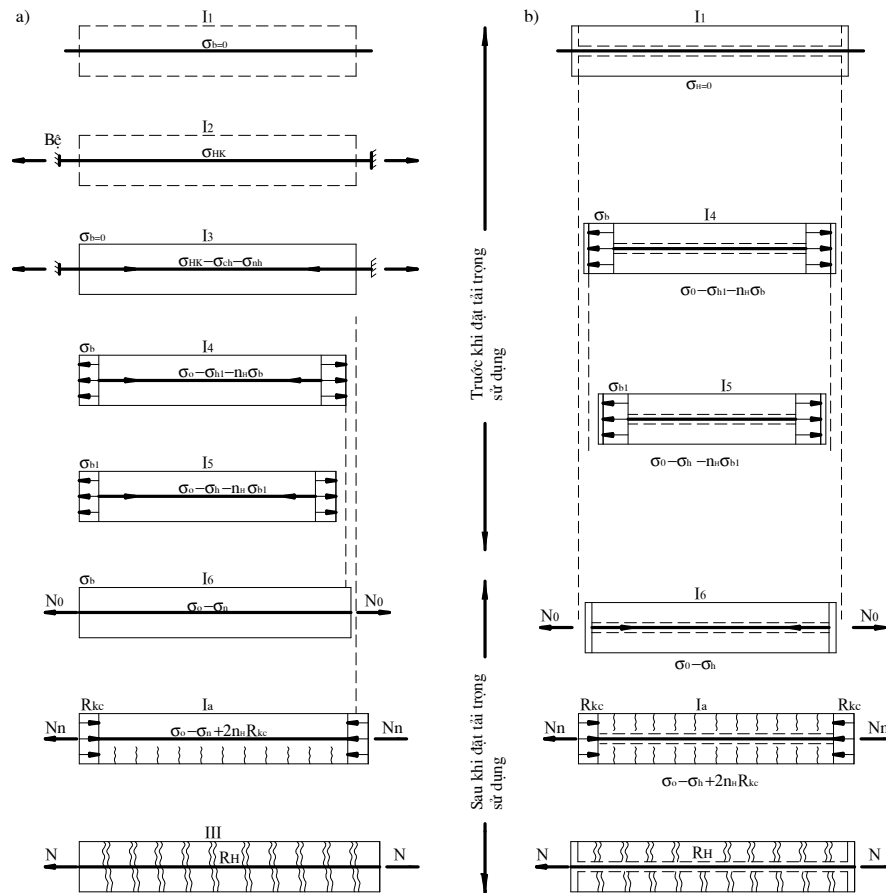 a)
I1
σb=0
I2
Bệ
σHK
I3
σb=0
σHK–σch–σnh
I4
σb
σo–σh1–nHσb
I5
σb1
σo–σh–nHσb1
I6
σb
N0
N0
σo–σn
Ia
Rkc
Nn
Nn
σo–σn+2nHRkc
III
N
N
RH
Trước khi đặt tải trọng
sử dụng
Sau khi đặt tải trọng
sử dụng
b)
I1
σH=0
I4
σb
σ0–σh1–nHσb
I5
σb1
σ0–σh –nHσb1
I6
N0
N0
σ0–σh
Ia
Rkc
Rkc
Nn
Nn
σo–σh+2nHRkc
N
N
RH